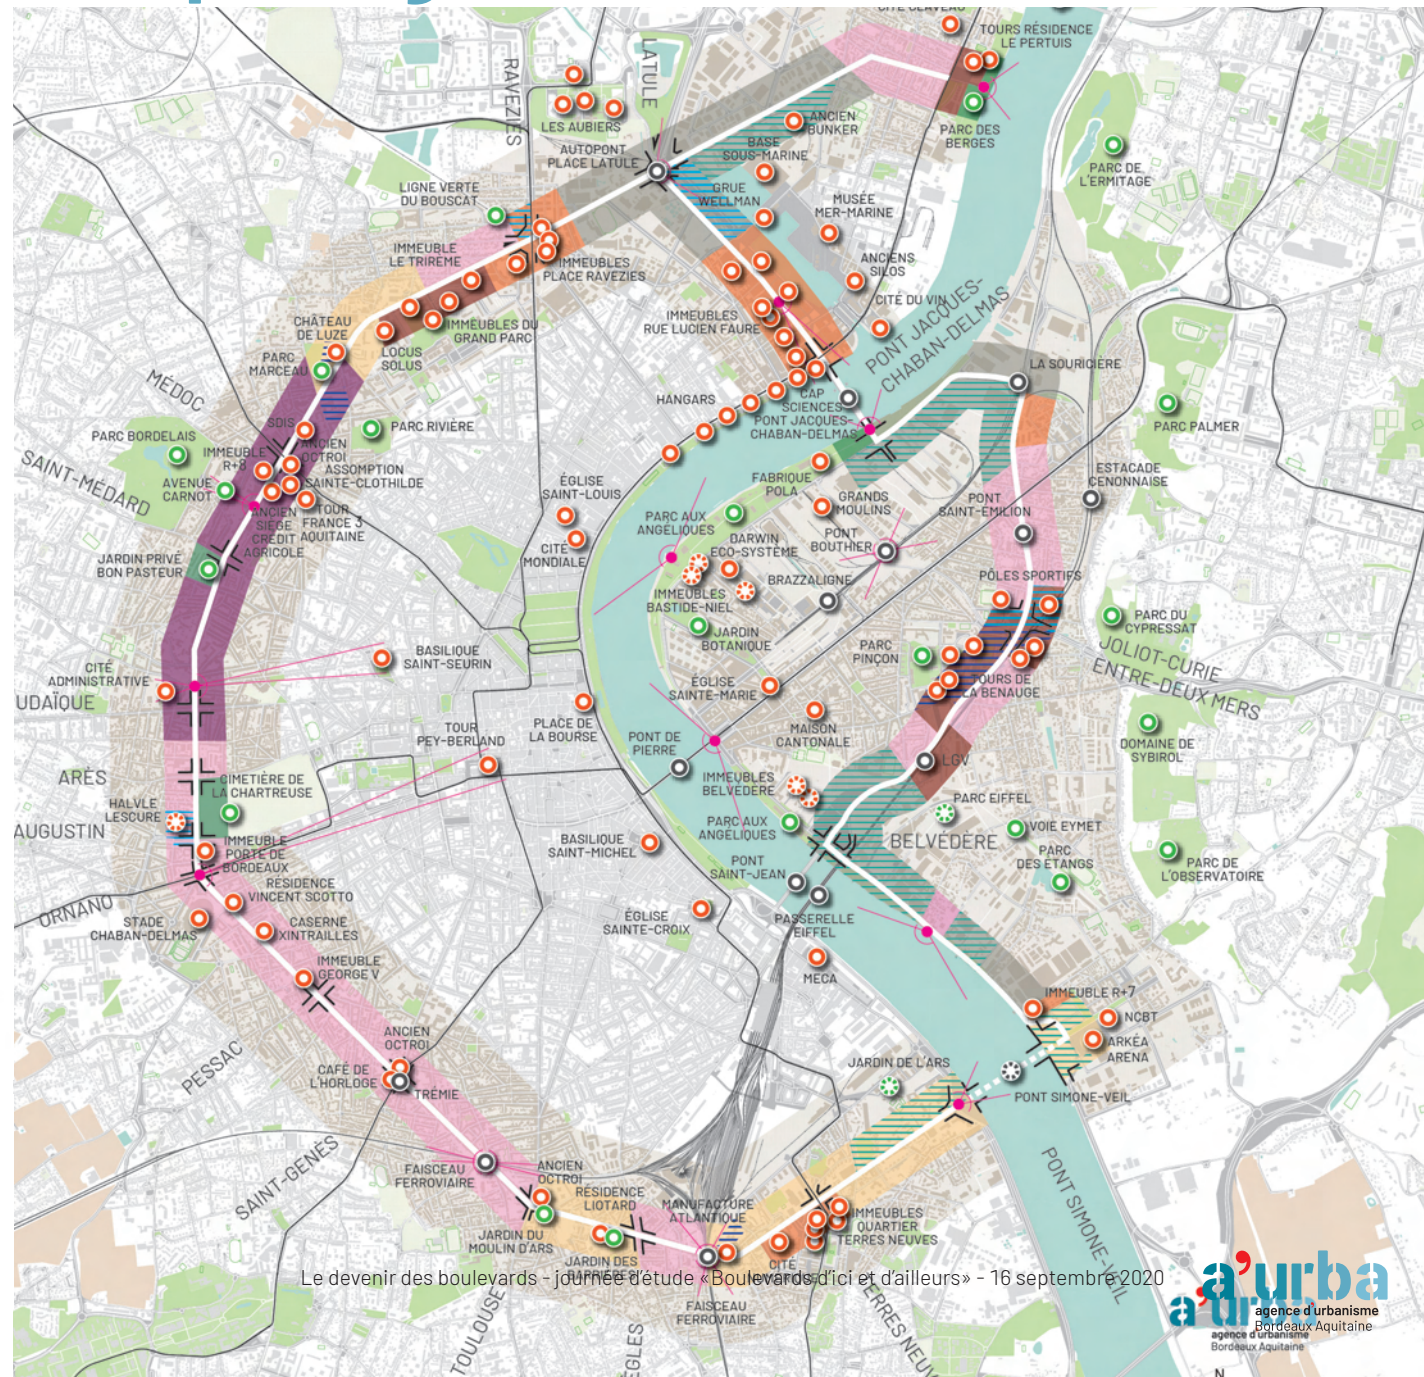 TOURS RÉSIDENCE
LE PERTUIS
LATULE
RAVEZIES
LES AUBIERS
ANCIEN
BUNKER
PARC DES
BERGES
AUTOPONT
PLACE LATULE
BASE
SOUS-MARINE
PARC DE
L'ERMITAGE
LIGNE VERTE
DU BOUSCAT
GRUE
WELLMAN
MUSÉE
MER-MARINE
IMMEUBLE
LE TRIREME
IMMEUBLES
PLACE RAVEZIES
ANCIENS
SILOS
CITÉ DU VIN
PONT JACQUES-
CHABAN-DELMAS
CHÂTEAU
DE LUZE
IMMEUBLES DU
GRAND PARC
IMMEUBLES
RUE LUCIEN FAURE
LOCUS
SOLUS
PARC
MARCEAU
LA SOURICIÈRE
MÉDOC
HANGARS
CAP
SCIENCES
PONT JACQUES-
CHABAN-DELMAS
SDIS
PARC RIVIÈRE
PARC PALMER
PARC BORDELAIS
IMMEUBLE
R+8
ANCIEN
OCTROI
ASSOMPTION
SAINTE-CLOTHILDE
SAINT-MÉDARD
AVENUE
CARNOT
ÉGLISE
SAINT-LOUIS
FABRIQUE
POLA
GRANDS
MOULINS
PONT
SAINT-ÉMILION
ESTACADE
CENONNAISE
ANCIEN
SIÈGE
CRÉDIT
AGRICOLE
TOUR
FRANCE 3
AQUITAINE
PARC AUX
ANGÉLIQUES
CITÉ
MONDIALE
DARWIN
ECO-SYSTÈME
PONT
BOUTHIER
JARDIN PRIVÉ
BON PASTEUR
BRAZZALIGNE
PÔLES SPORTIFS
IMMEUBLES
BASTIDE-NIEL
JARDIN
BOTANIQUE
PARC DU
CYPRESSAT
PARC
PINÇON
JOLIOT-CURIE
ENTRE-DEUX MERS
BASILIQUE
SAINT-SEURIN
CITÉ
ADMINISTRATIVE
ÉGLISE
SAINTE-MARIE
TOURS DE
LA BENAUGE
UDAÏQUE
PLACE DE
LA BOURSE
TOUR
PEY-BERLAND
PONT DE
PIERRE
MAISON
CANTONALE
DOMAINE DE
SYBIROL
LGV
ARÈS
CIMETIÈRE DE
LA CHARTREUSE
IMMEUBLES
BELVÉDÈRE
PARC EIFFEL
HALVLE
LESCURE
AUGUSTIN
PARC AUX
ANGÉLIQUES
VOIE EYMET
BELVÉDÈRE
IMMEUBLE
PORTE DE
BORDEAUX
BASILIQUE
SAINT-MICHEL
PARC
DES ETANGS
PARC DE
L'OBSERVATOIRE
PONT
SAINT-JEAN
RÉSIDENCE
VINCENT SCOTTO
ORNANO
STADE
CHABAN-DELMAS
CASERNE
XINTRAILLES
ÉGLISE
SAINTE-CROIX
PASSERELLE
EIFFEL
IMMEUBLE
GEORGE V
MECA
IMMEUBLE R+7
NCBT
ARKÉA
ARENA
ANCIEN
OCTROI
PESSAC
CAFÉ DE
L'HORLOGE
TRÉMIE
JARDIN DE L'ARS
PONT SIMONE-VEIL
SAINT-GENÈS
FAISCEAU
FERROVIAIRE
ANCIEN
OCTROI
RÉSIDENCE
LIOTARD
MANUFACTURE
ATLANTIQUE
JARDIN DU
MOULIN D'ARS
IMMEUBLES
QUARTIER
TERRES NEUVES
PONT SIMONE-VEIL
JARDIN DES
BARRIÈRES
CITÉ
NUMÉRIQUE
Le devenir des boulevards - journée d'étude «Boulevards d'ici et d'ailleurs» - 16 septembre 2020
FAISCEAU
FERROVIAIRE
TOULOUSE
a'urba
agence d'urbanisme
Bordeaux Aquitaine
a'urba
agence d'urbanisme
Bordeaux Aquitaine
N